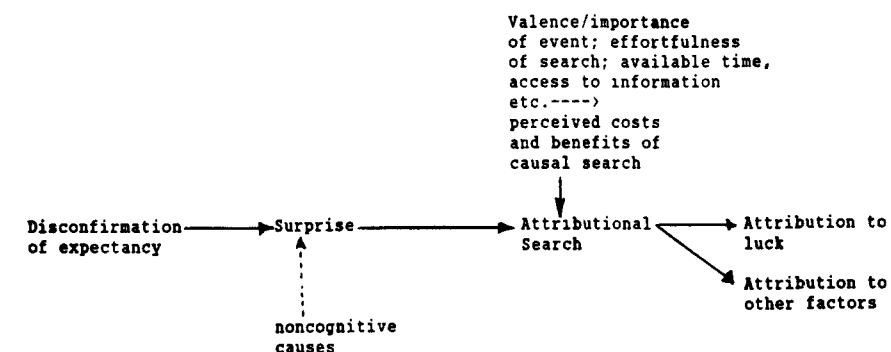 Valence/importance
of event; effortfulness
of search; available time,
access to information
etc.---->
perceived costs
and benefits of
causal search
Disconfirmation
of expectancy
Surprise
Attributional
Search
Attribution to
luck
Attribution to
other factors
noncognitive
causes